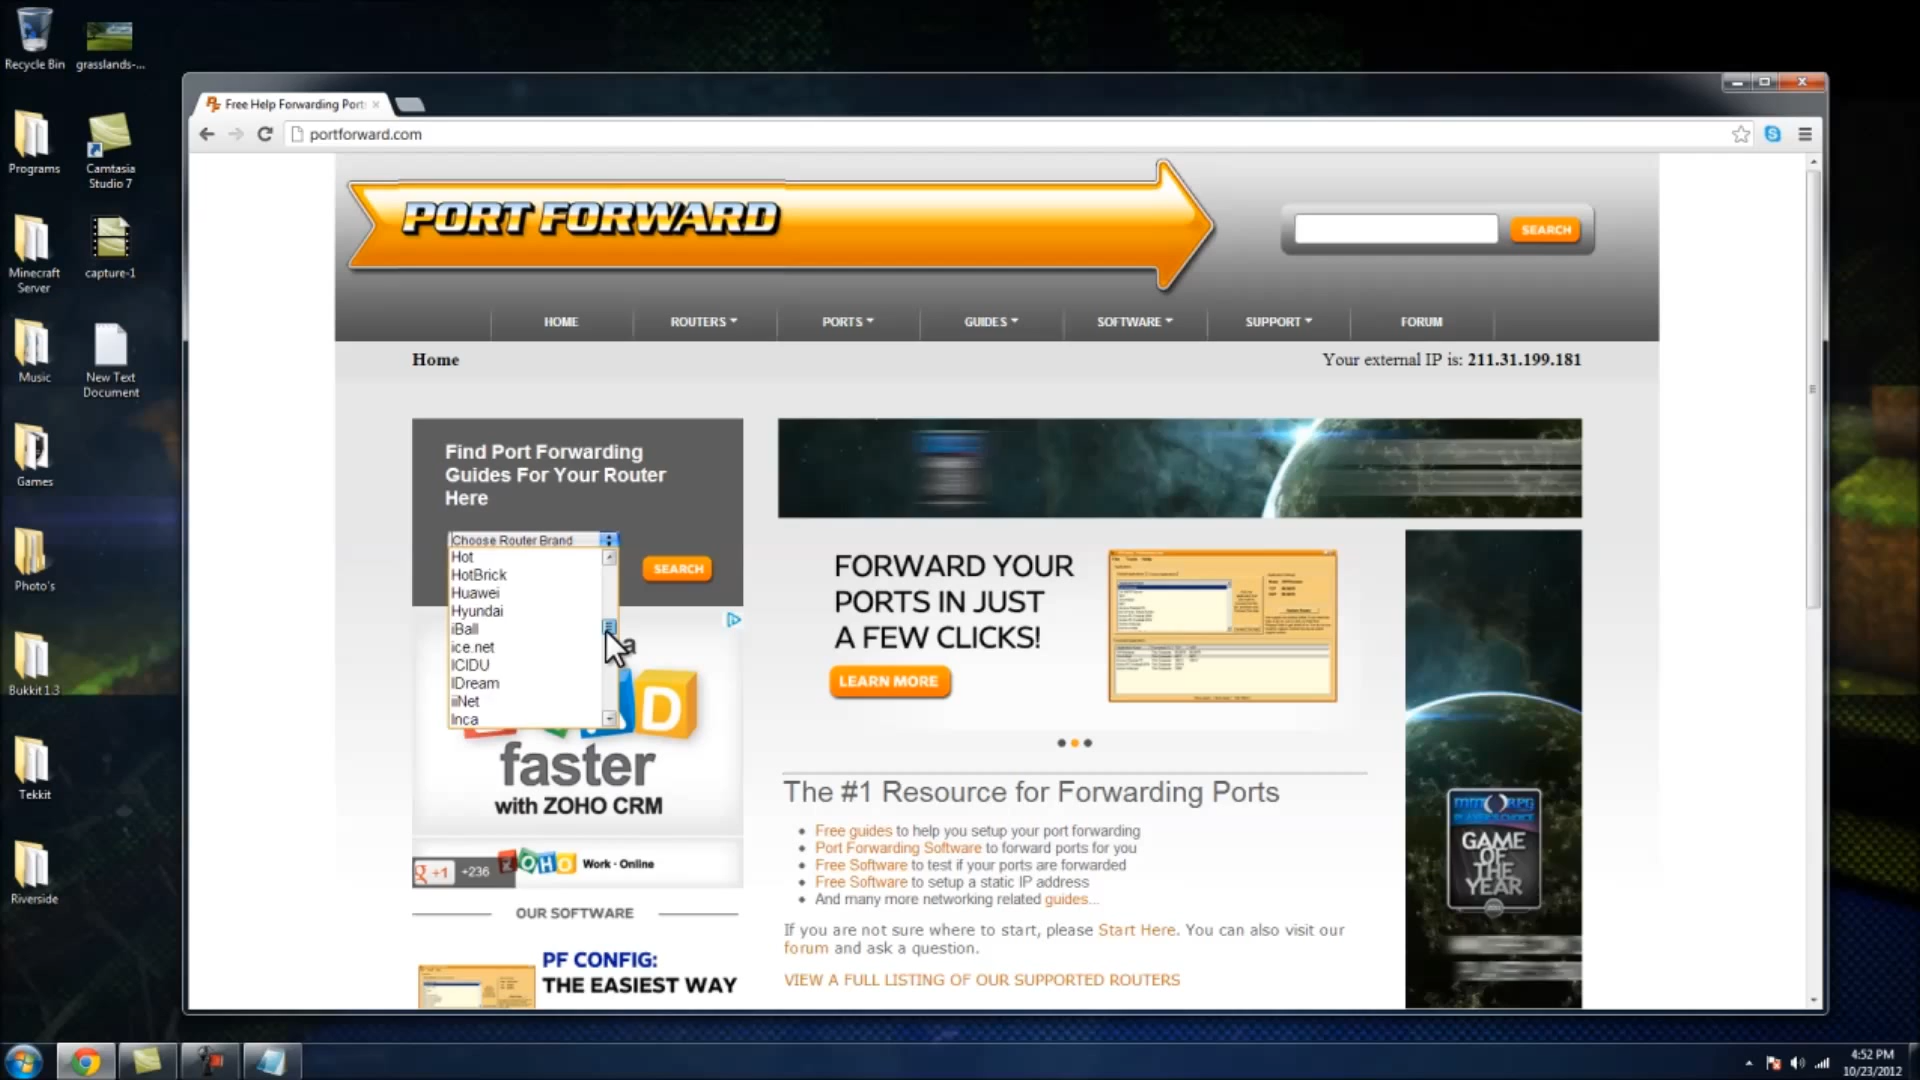 Recycle Bin
grasslands-...
Programs
Camtasia
Studio 7
Minecraft
Server
capture-1
Music
New Text
Document
Games
Photo's
Bukkit 1.3
Tekkit
Riverside
Free Help Forwarding Port
portforward.com
PORT FORWARD
SEARCH
HOME
ROUTERS
PORTS
GUIDES
SOFTWARE
SUPPORT
FORUM
Home
Your external IP is: 211.31.199.181
Find Port Forwarding
Guides For Your Router
Here
Choose Router Brand
Hot
HotBrick
Huawei
Hyundai
iBall
ice.net
ICIDU
IDream
iiNet
Inca
SEARCH
faster
with ZOHO CRM
ZOHO Work - Online
+1 +236
OUR SOFTWARE
PF CONFIG:
THE EASIEST WAY
FORWARD YOUR
PORTS IN JUST
A FEW CLICKS!
LEARN MORE
The #1 Resource for Forwarding Ports
Free guides to help you setup your port forwarding
Port Forwarding Software to forward ports for you
Free Software to test if your ports are forwarded
Free Software to setup a static IP address
And many more networking related guides...
If you are not sure where to start, please Start Here. You can also visit our
forum and ask a question.
VIEW A FULL LISTING OF OUR SUPPORTED ROUTERS
MMORPG
GAME
OF
THE
YEAR
4:52 PM
10/23/2012